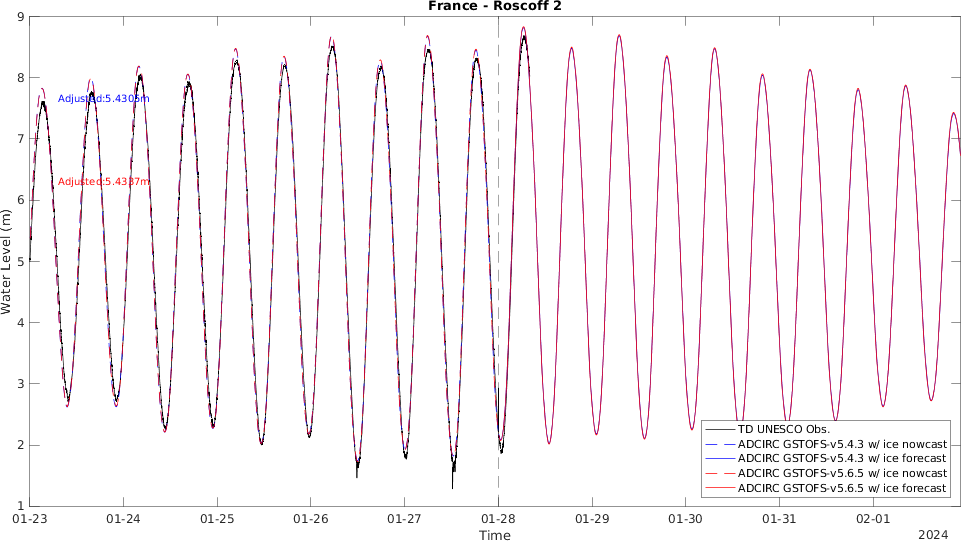 France - Roscoff 2
9
8
7
6
5
4
3
2
1
Water Level (m)
Adjusted:5.4305m
Adjusted:5.4337m
TD UNESCO Obs.
ADCIRC GSTOFS-v5.4.3 w/ ice nowcast
ADCIRC GSTOFS-v5.4.3 w/ ice forecast
ADCIRC GSTOFS-v5.6.5 w/ ice nowcast
ADCIRC GSTOFS-v5.6.5 w/ ice forecast
01-23 01-24 01-25 01-26 01-27 01-28 01-29 01-30 01-31 02-01
Time
2024